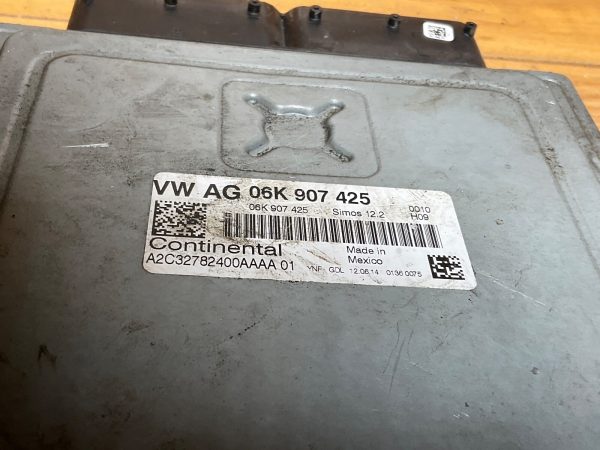 VW AG 06K 907 425
06K 907 425 Simos 12.2 0010
H09
Continental
Made in
Mexico
A2C32782400AAAA 01 VNF GDL 12.06.14 0136 0075